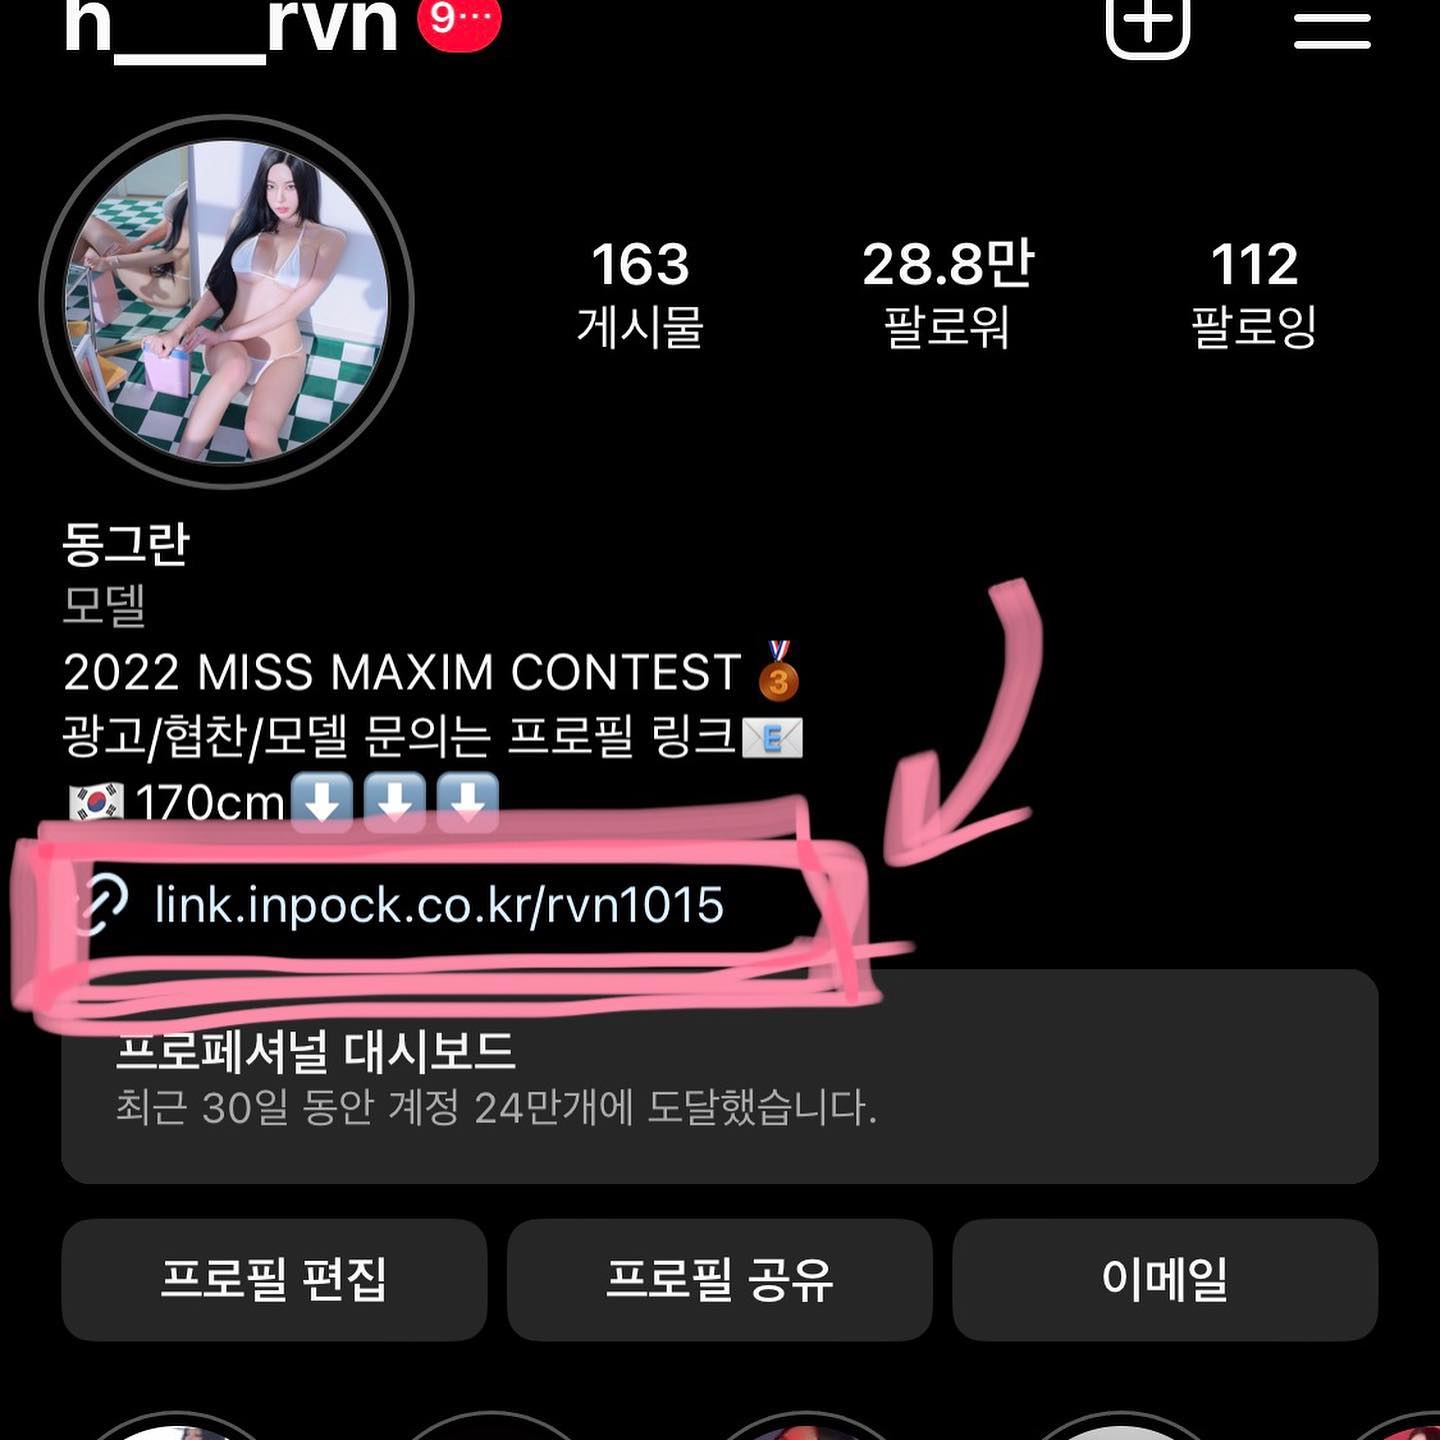 h____rvn 9...
163
게시물
28.8만
팔로워
112
팔로잉
동그란
모델
2022 MISS MAXIM CONTEST 🥉
광고/협찬/모델 문의는 프로필 링크📧
🇰🇷 170cm⬇️⬇️⬇️
link.inpock.co.kr/rvn1015
프로페셔널 대시보드
최근 30일 동안 계정 24만개에 도달했습니다.
프로필 편집
프로필 공유
이메일